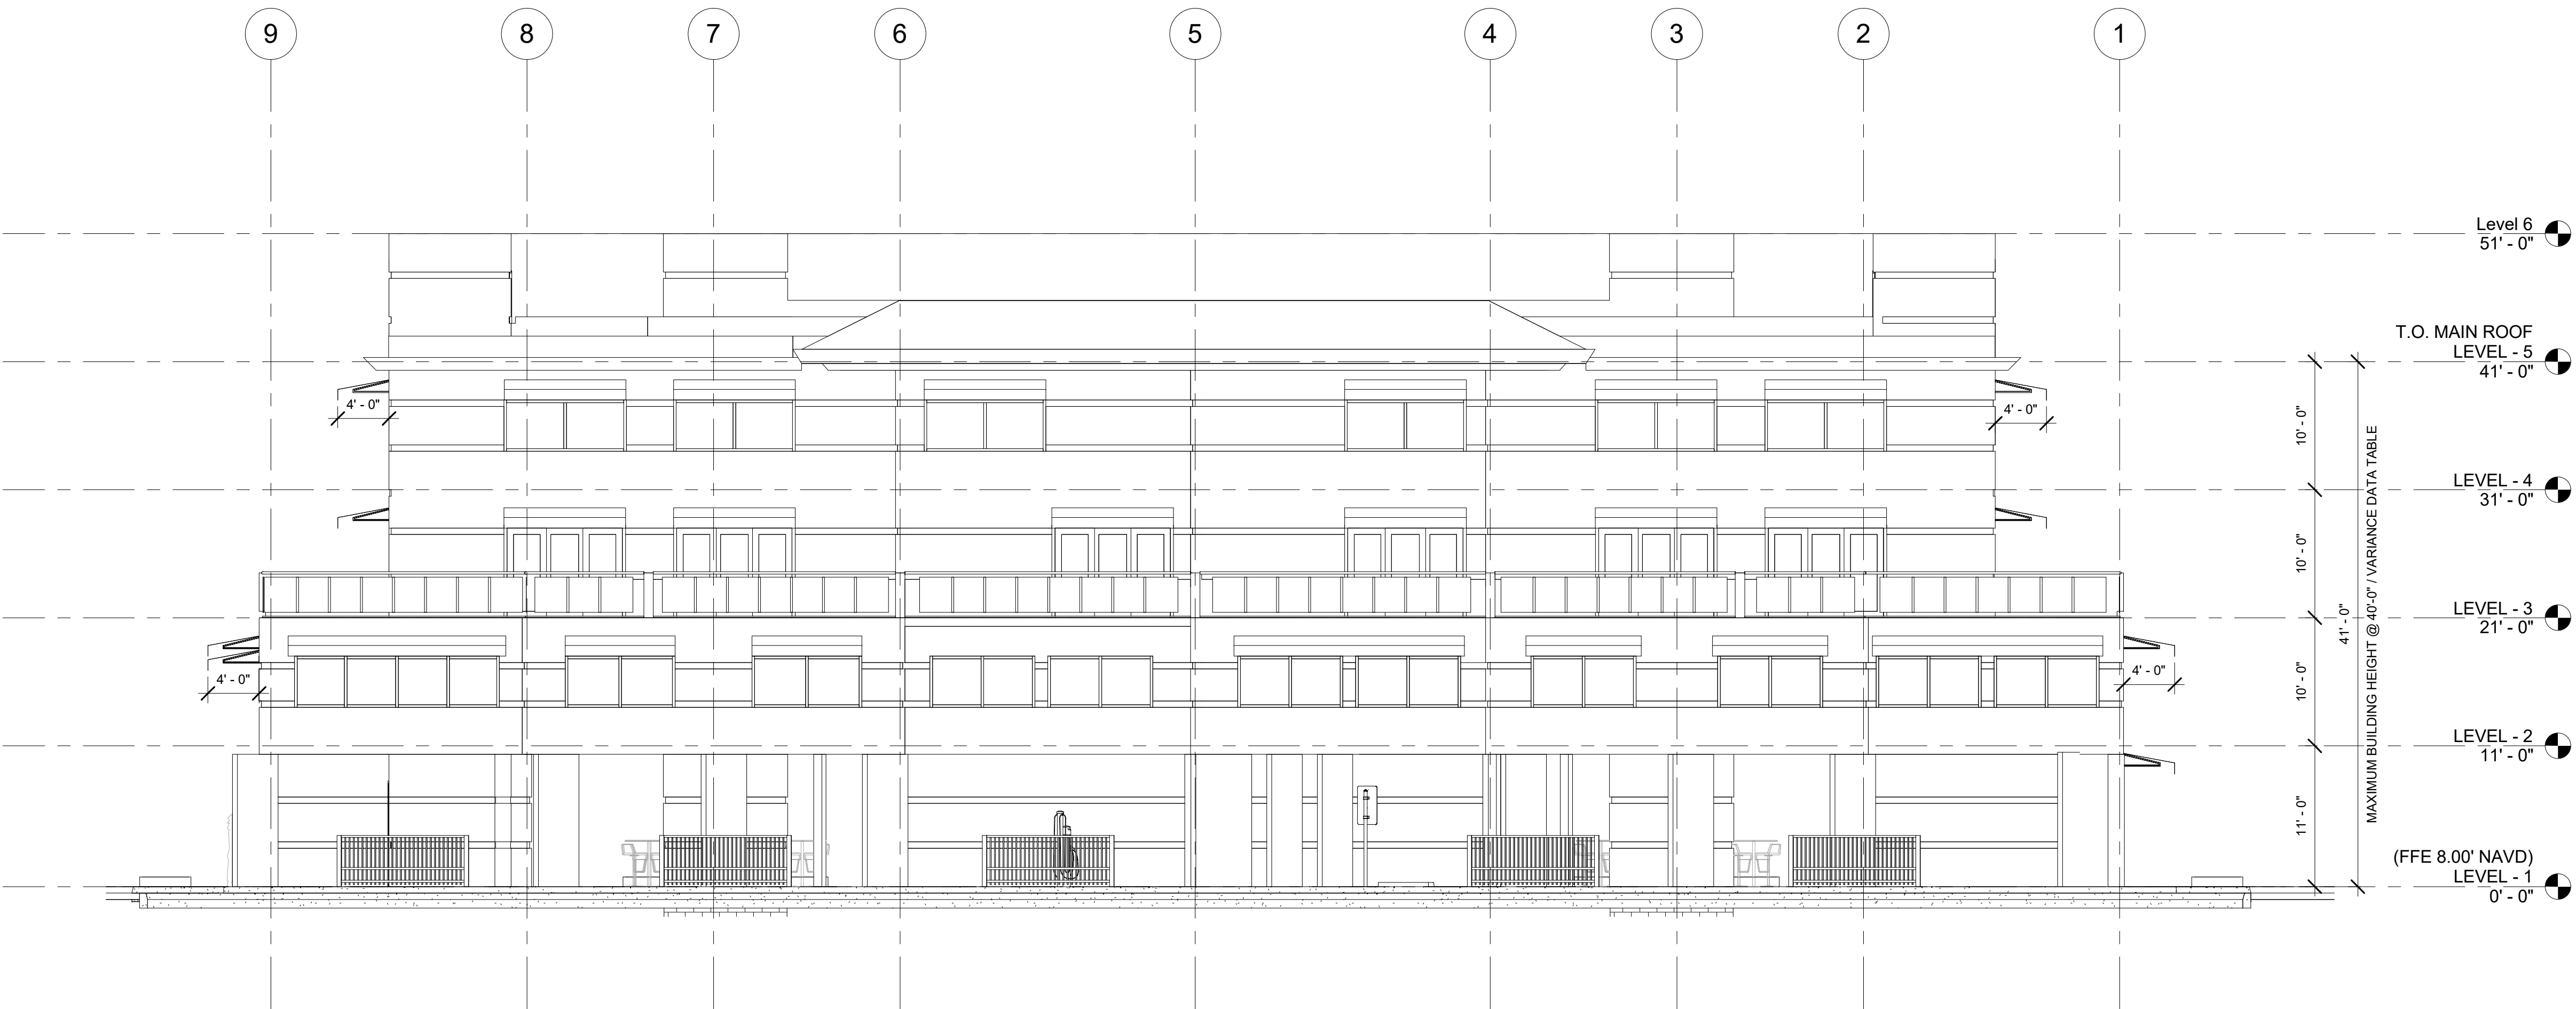 9 8 7 6 5 4 3 2 1
Level 6
51' - 0"
T.O. MAIN ROOF
LEVEL - 5
41' - 0"
4' - 0"
4' - 0"
10' - 0"
LEVEL - 4
31' - 0"
10' - 0"
LEVEL - 3
21' - 0"
41' - 0"
MAXIMUM BUILDING HEIGHT @ 40'-0" / VARIANCE DATA TABLE
4' - 0"
4' - 0"
10' - 0"
LEVEL - 2
11' - 0"
11' - 0"
(FFE 8.00' NAVD)
LEVEL - 1
0' - 0"